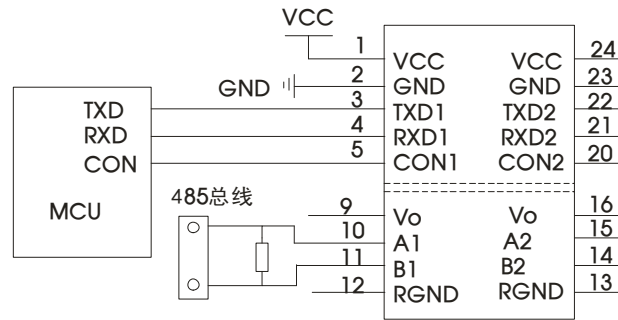 VCC
1 VCC VCC 24
GND 2 GND GND 23
TXD 3 TXD1 TXD2 22
RXD 4 RXD1 RXD2 21
CON 5 CON1 CON2 20
MCU
485总线
9 Vo Vo 16
10 A1 A2 15
11 B1 B2 14
12 RGND RGND 13